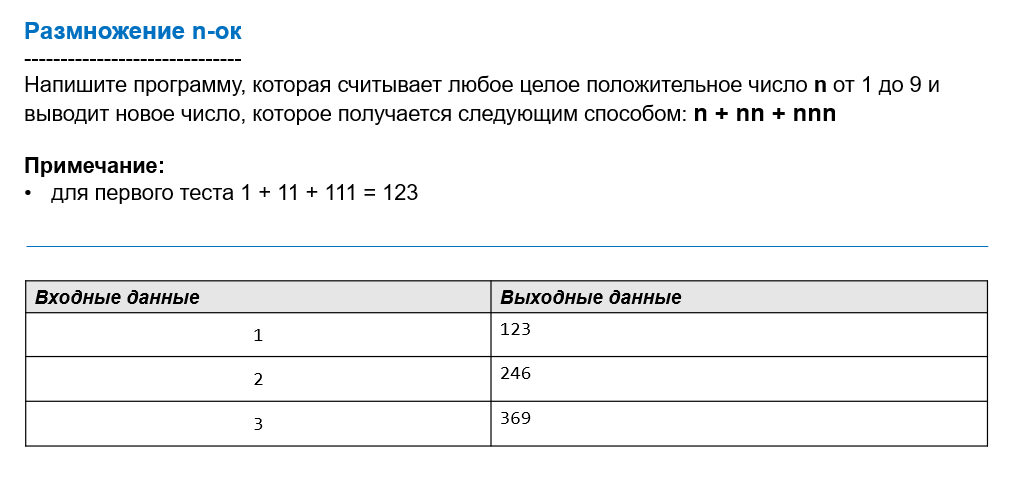 Размножение n-ок
------------------------------
Напишите программу, которая считывает любое целое положительное число n от 1 до 9 и
выводит новое число, которое получается следующим способом: n + nn + nnn
Примечание:
• для первого теста 1 + 11 + 111 = 123
Входные данные Выходные данные
1 123
2 246
3 369